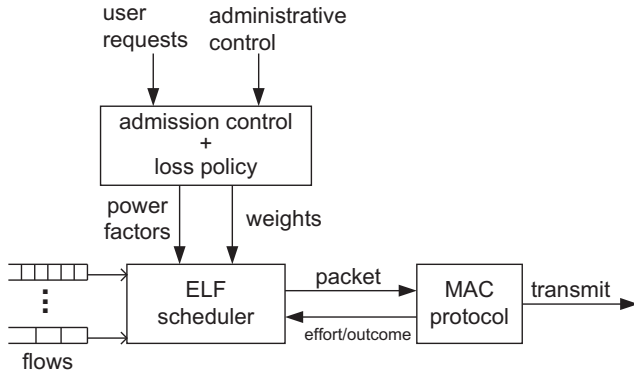 user
requests
administrative
control
admission control
+
loss policy
power
factors
weights
ELF
scheduler
packet
effort/outcome
MAC
protocol
transmit
flows